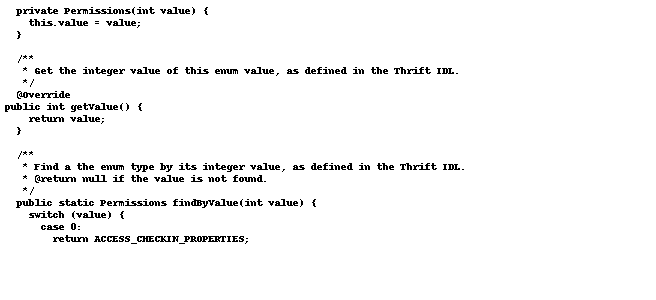 private Permissions(int value) {
this.value = value;
}
/**
* Get the integer value of this enum value, as defined in the Thrift IDL.
*/
@Override
public int getValue() {
return value;
}
/**
* Find a the enum type by its integer value, as defined in the Thrift IDL.
* @return null if the value is not found.
*/
public static Permissions findByValue(int value) {
switch (value) {
case 0:
return ACCESS_CHECKIN_PROPERTIES;